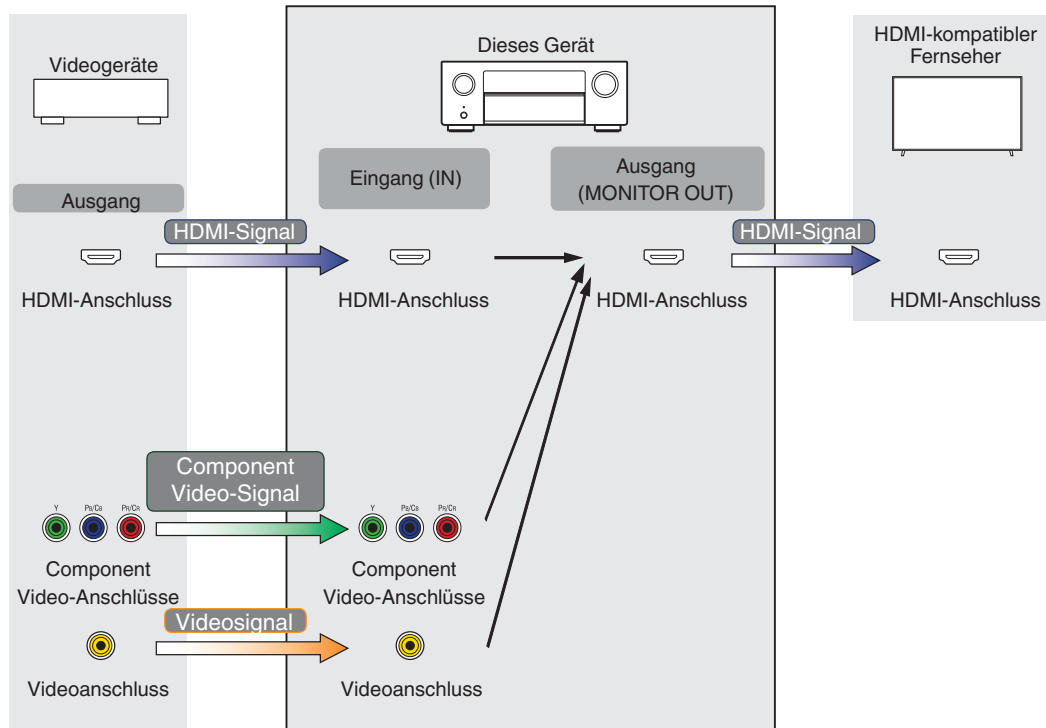 Videogeräte
Dieses Gerät
HDMI-kompatibler
Fernseher
Ausgang
Eingang (IN)
Ausgang
(MONITOR OUT)
HDMI-Signal
HDMI-Signal
HDMI-Anschluss
HDMI-Anschluss
HDMI-Anschluss
HDMI-Anschluss
Component
Video-Signal
Y PB/CB PR/CR
Y PB/CB PR/CR
Component
Video-Anschlüsse
Component
Video-Anschlüsse
Videosignal
Videoanschluss
Videoanschluss